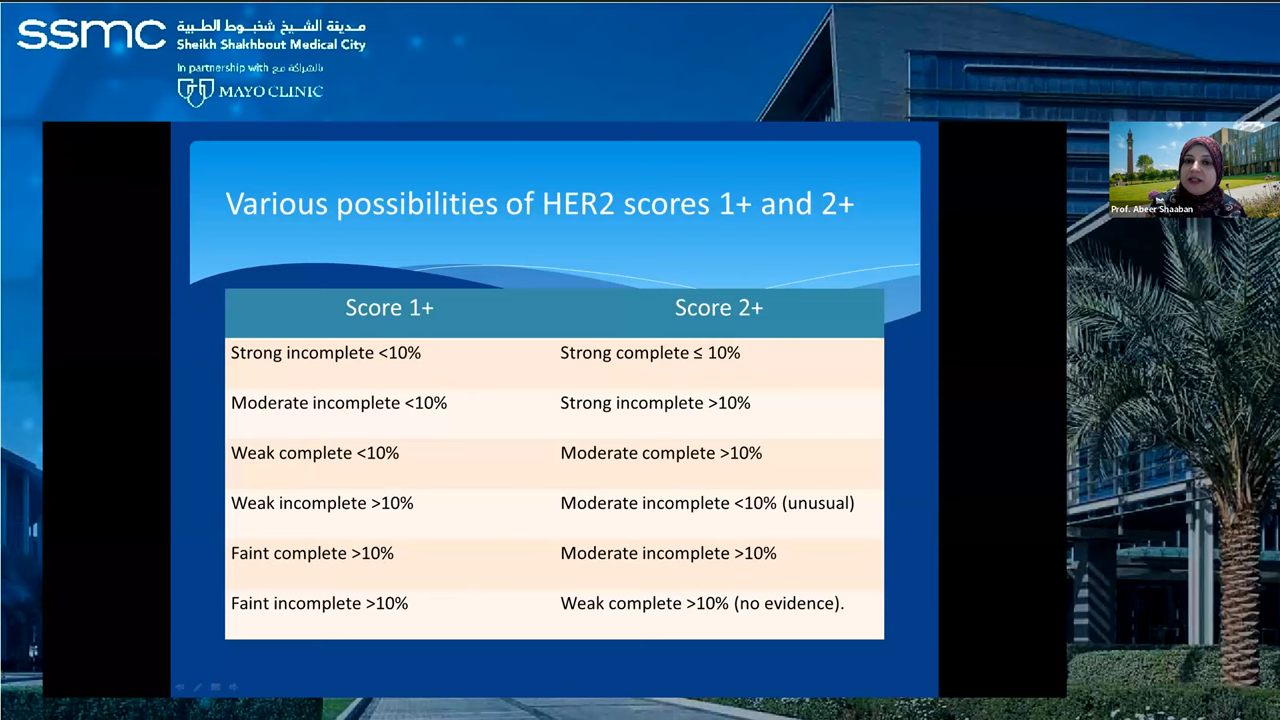 ssmc
مدينة الشيخ شخبوط الطبية
Sheikh Shakhbout Medical City
In partnership with بالشراكة مع
MAYO CLINIC
Prof. Abeer Shaaban
Various possibilities of HER2 scores 1+ and 2+
Score 1+ Score 2+
Strong incomplete <10% Strong complete ≤ 10%
Moderate incomplete <10% Strong incomplete >10%
Weak complete <10% Moderate complete >10%
Weak incomplete >10% Moderate incomplete <10% (unusual)
Faint complete >10% Moderate incomplete >10%
Faint incomplete >10% Weak complete >10% (no evidence).